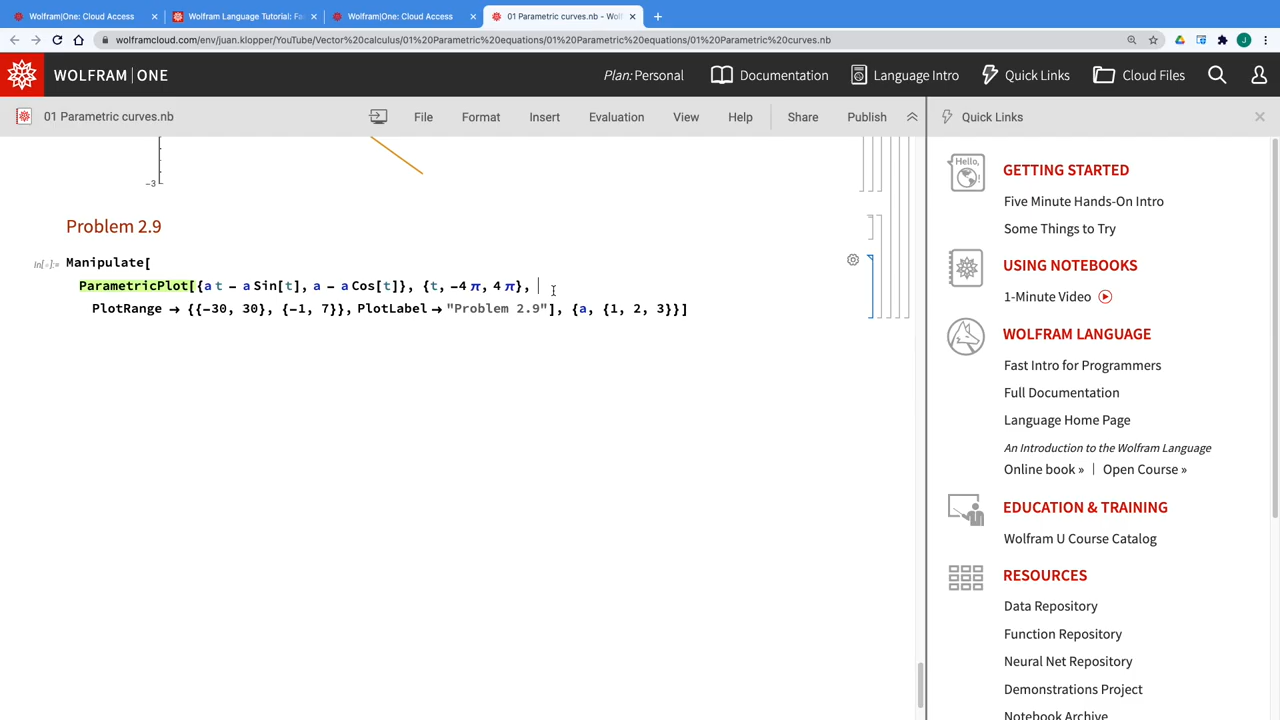 Wolfram|One: Cloud Access
Wolfram Language Tutorial: Fa
Wolfram|One: Cloud Access
01 Parametric curves.nb - Wol
wolframcloud.com/env/juan.klopper/YouTube/Vector%20calculus/01%20Parametric%20equations/01%20Parametric%20equations/01%20Parametric%20curves.nb
J
WOLFRAM | ONE
Plan: Personal
Documentation
Language Intro
Quick Links
Cloud Files
01 Parametric curves.nb
File Format Insert Evaluation View Help Share Publish
Quick Links
-3
Problem 2.9
In[•]:= Manipulate[
ParametricPlot[{a t - a Sin[t], a - a Cos[t]}, {t, -4 π, 4 π},
PlotRange → {{-30, 30}, {-1, 7}}, PlotLabel → "Problem 2.9"], {a, {1, 2, 3}}]
Hello,
GETTING STARTED
Five Minute Hands-On Intro
Some Things to Try
USING NOTEBOOKS
1-Minute Video
WOLFRAM LANGUAGE
Fast Intro for Programmers
Full Documentation
Language Home Page
An Introduction to the Wolfram Language
Online book » | Open Course »
EDUCATION & TRAINING
Wolfram U Course Catalog
RESOURCES
Data Repository
Function Repository
Neural Net Repository
Demonstrations Project
Notebook Archive